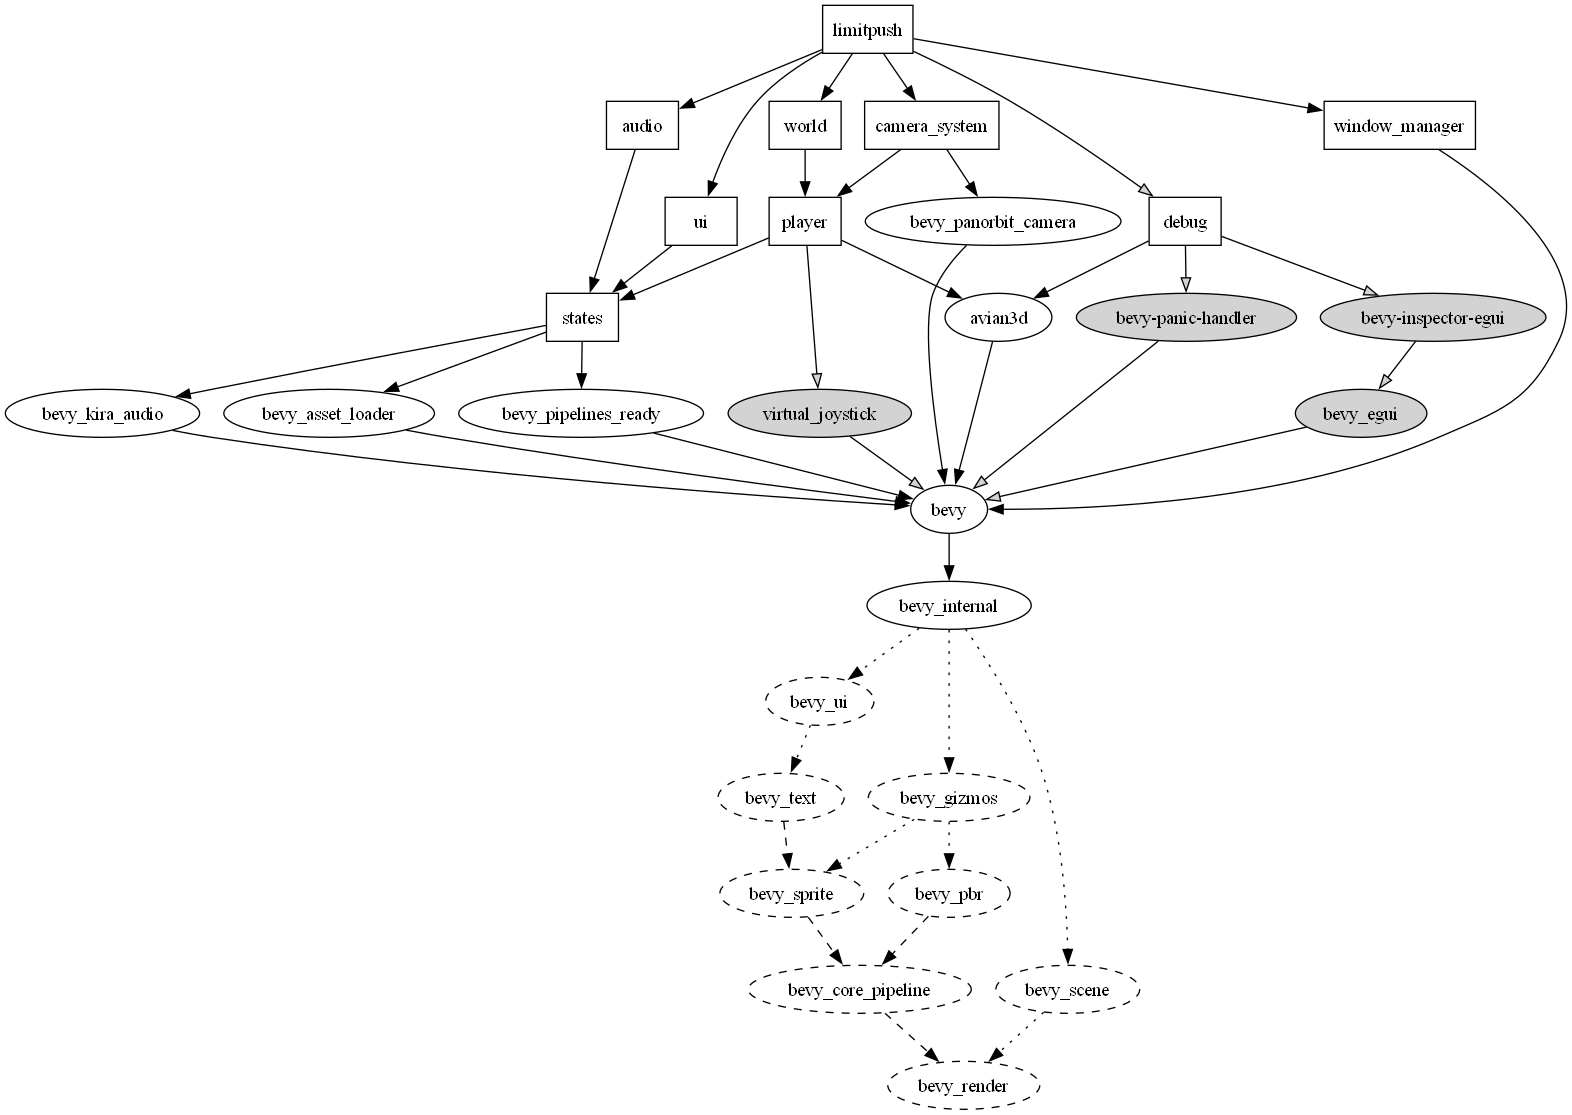 limitpush
audio
world
camera_system
window_manager
ui
player
bevy_panorbit_camera
debug
states
avian3d
bevy-panic-handler
bevy-inspector-egui
bevy_kira_audio
bevy_asset_loader
bevy_pipelines_ready
virtual_joystick
bevy_egui
bevy
bevy_internal
bevy_ui
bevy_text
bevy_gizmos
bevy_sprite
bevy_pbr
bevy_core_pipeline
bevy_scene
bevy_render